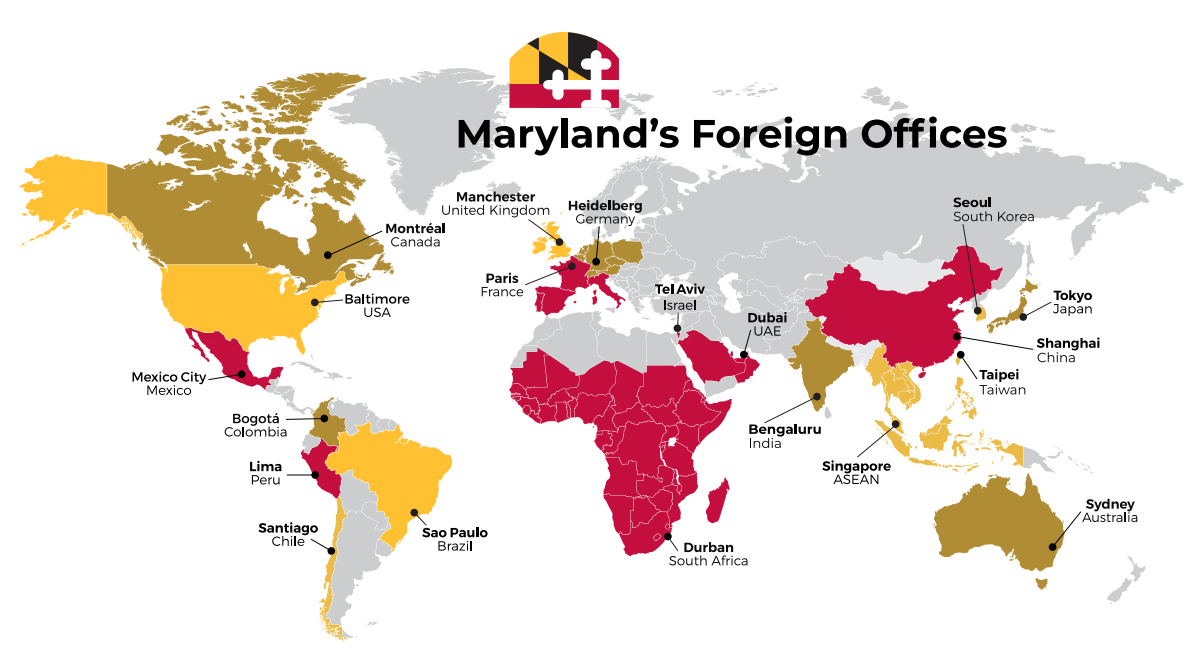 Maryland's Foreign Offices
Manchester
United Kingdom
Heidelberg
Germany
Seoul
South Korea
Montréal
Canada
Paris
France
Tel Aviv
Israel
Baltimore
USA
Dubai
UAE
Tokyo
Japan
Shanghai
China
Mexico City
Mexico
Taipei
Taiwan
Bogotá
Colombia
Bengaluru
India
Lima
Peru
Singapore
ASEAN
Santiago
Chile
Sao Paulo
Brazil
Durban
South Africa
Sydney
Australia